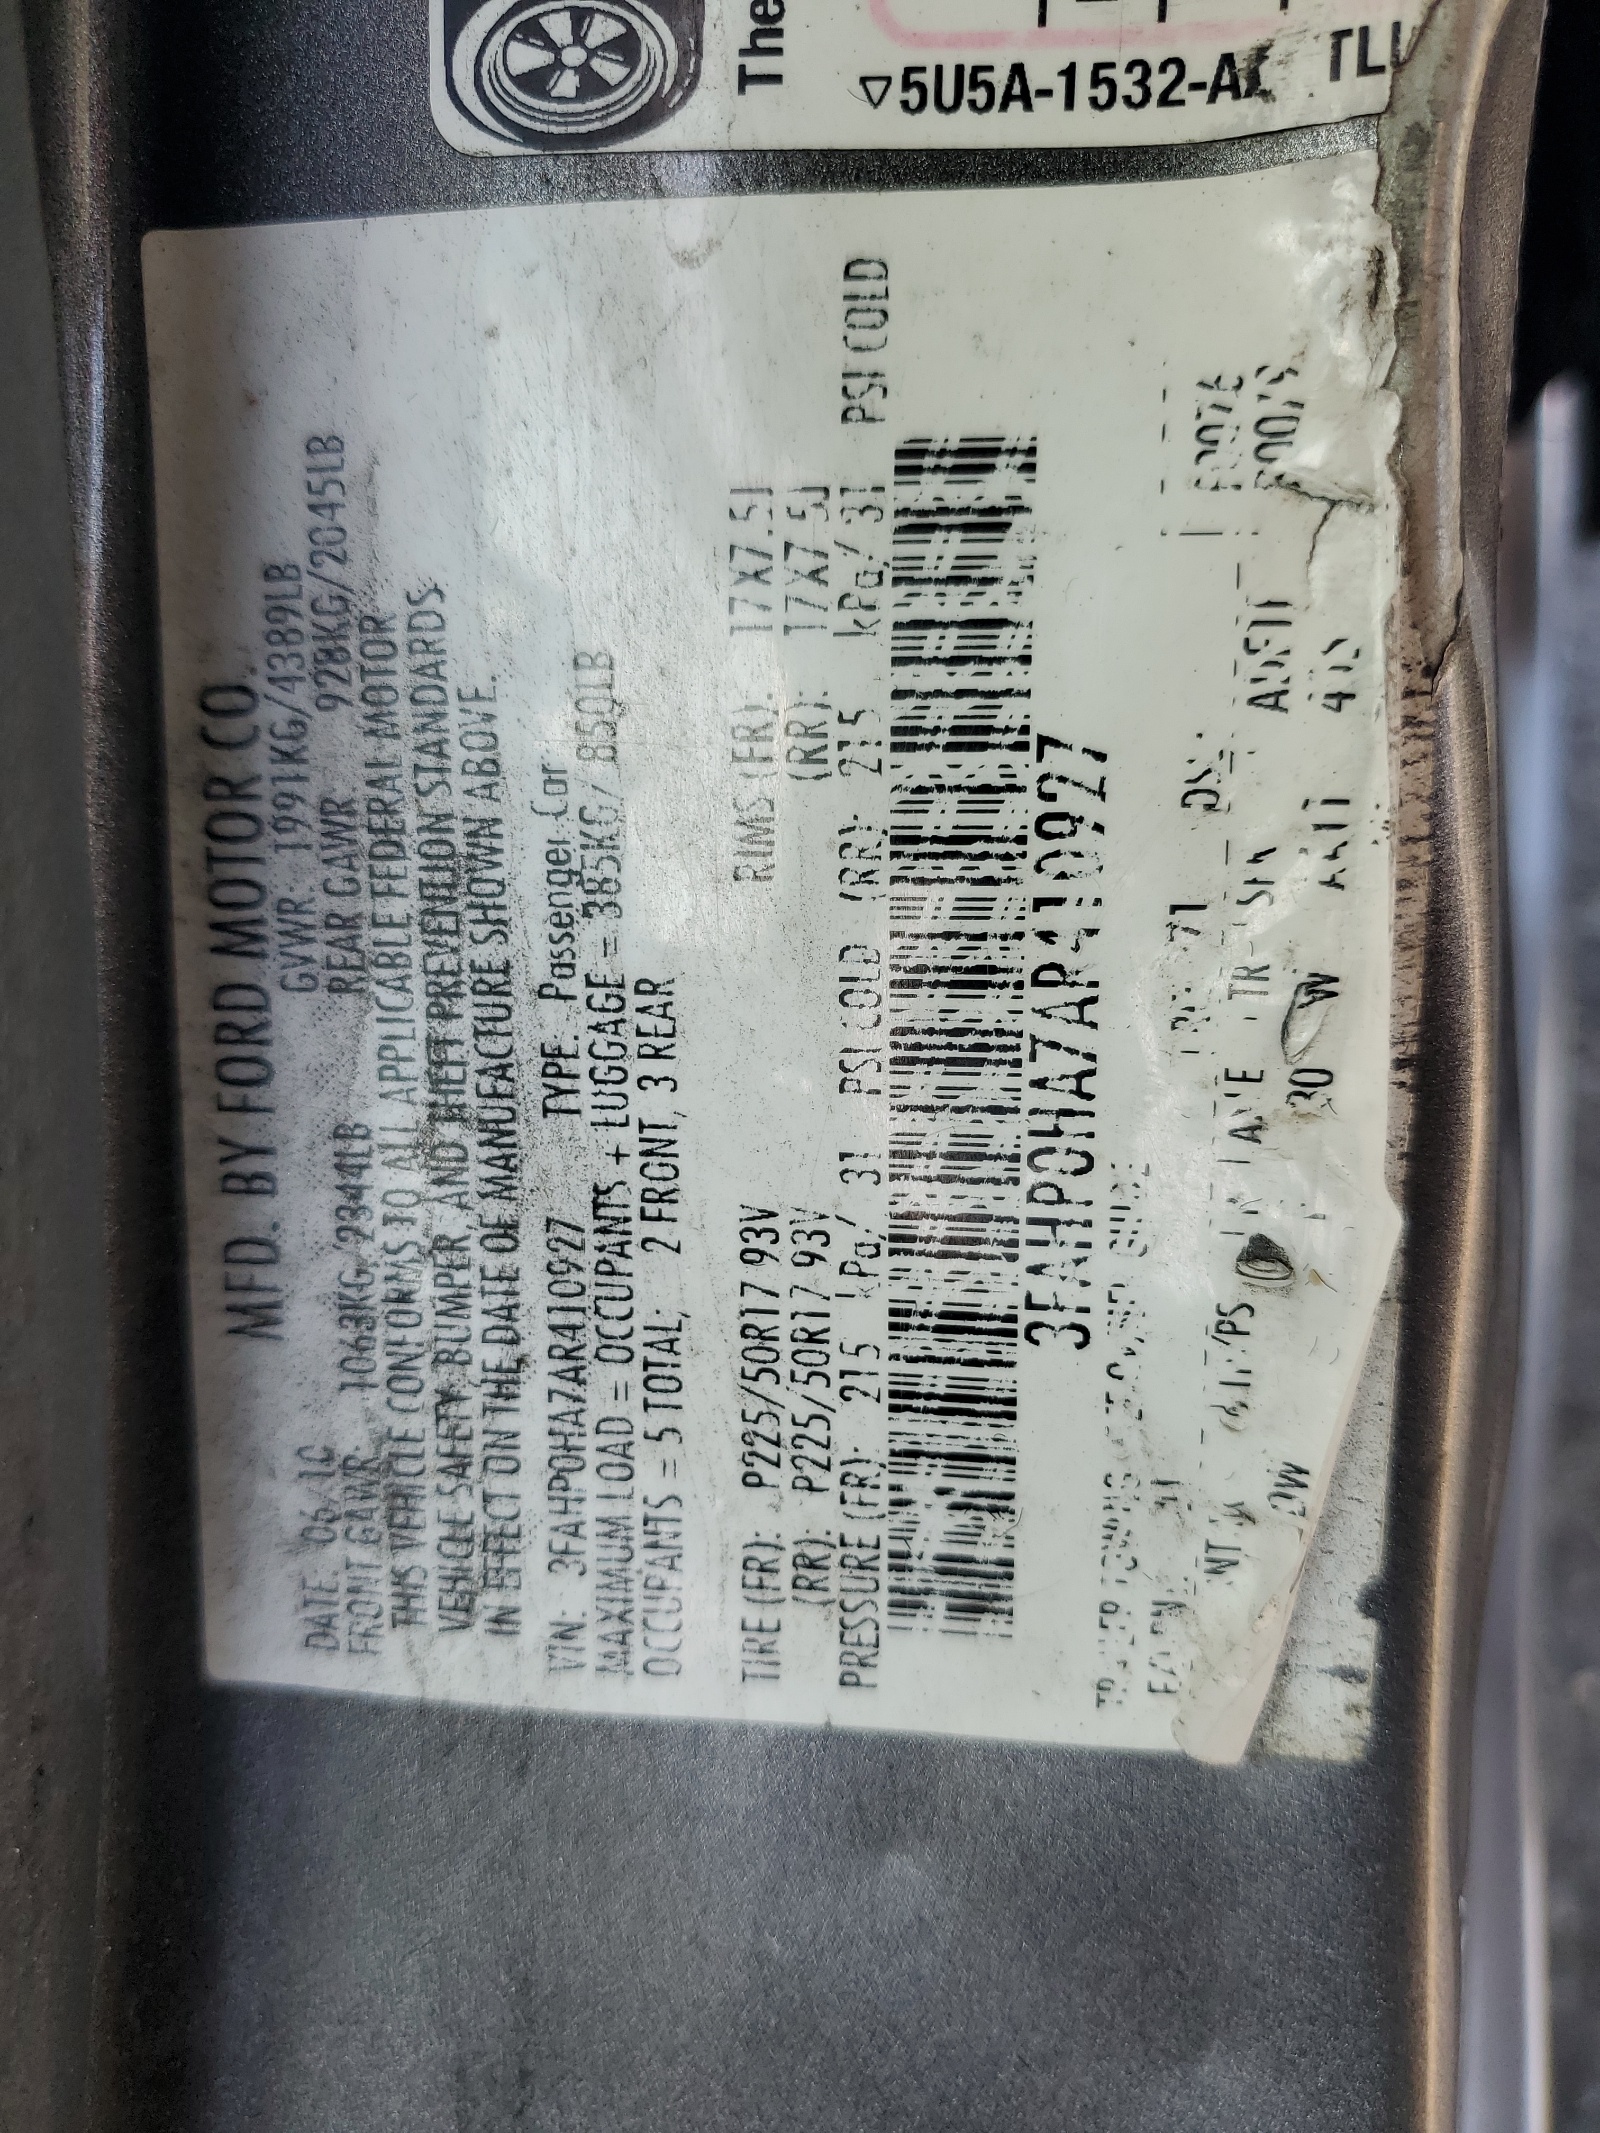 The
5U5A-1532-A
MFD. BY FORD MOTOR CO.
DATE: 06/10 GVWR: 1991KG/4389LB
FRONT GAWR: 1063KG/2344LB REAR GAWR 928KG/2045LB
THIS VEHICLE CONFORMS TO ALL APPLICABLE FEDERAL MOTOR
VEHICLE SAFETY, BUMPER, AND THEFT PREVENTION STANDARDS
IN EFFECT ON THE DATE OF MANUFACTURE SHOWN ABOVE.
VIN: 3FAHP0HA7AR410927 TYPE: Passenger Car
MAXIMUM LOAD = OCCUPANTS + LUGGAGE = 385KG/ 850LB
OCCUPANTS = 5 TOTAL; 2 FRONT, 3 REAR
TIRE (FR): P225/50R17 93V RIMS (FR): 17X7.5J
(RR): P225/50R17 93V (RR): 17X7.5J
PRESSURE (FR): 215 kPa/ 31 PSI COLD (RR): 215 kPa/ 31 PSI COLD
3FAHP0HA7AR410927